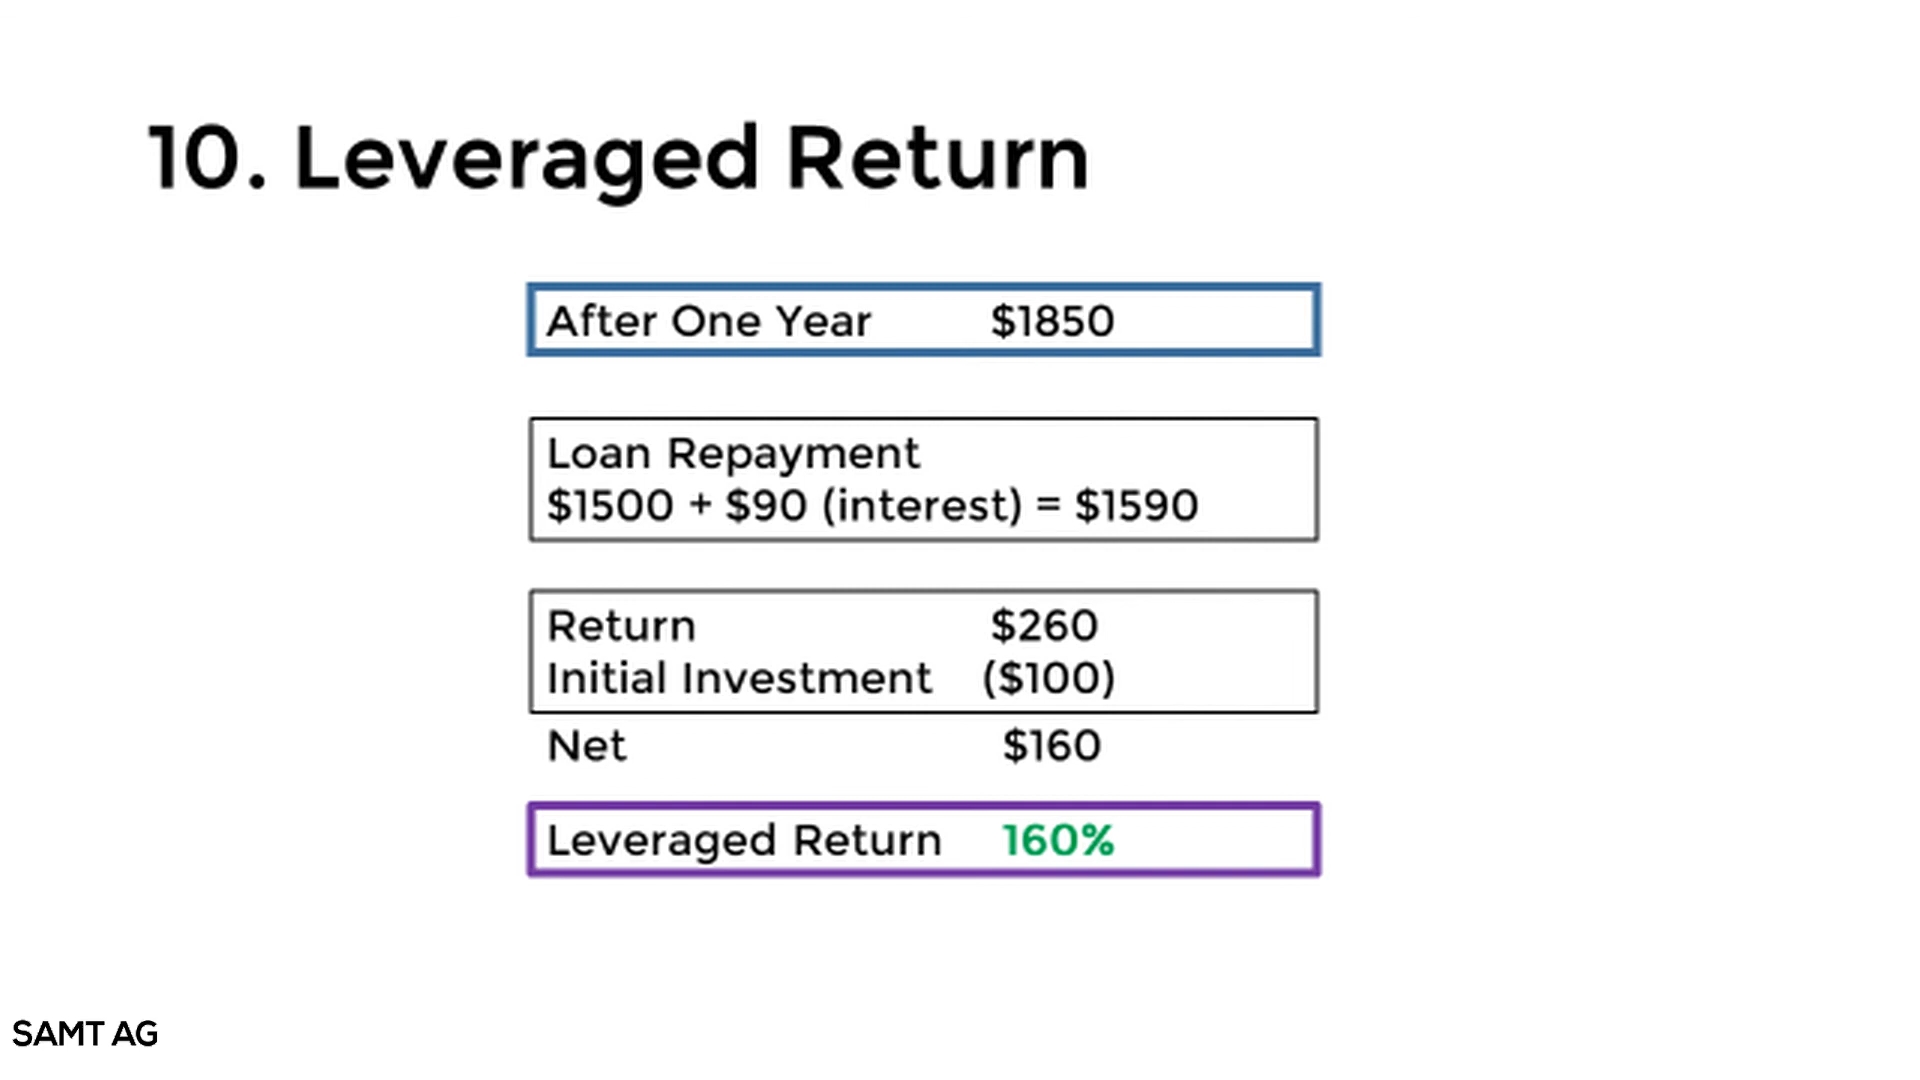 10. Leveraged Return
After One Year $1850
Loan Repayment
$1500 + $90 (interest) = $1590
Return $260
Initial Investment ($100)
Net $160
Leveraged Return 160%
SAMT AG